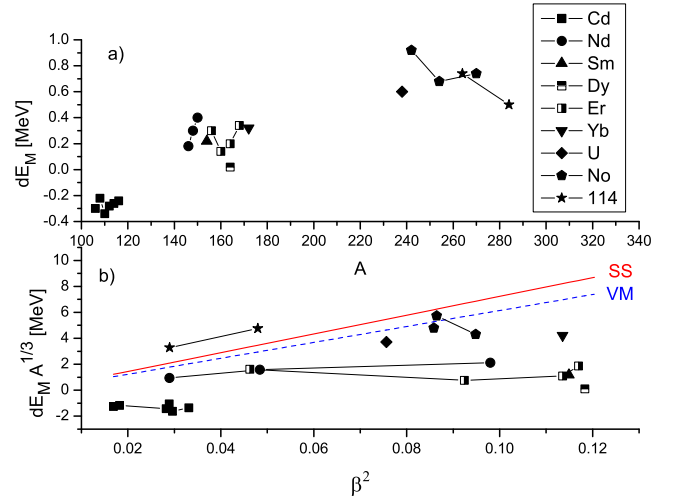 a)
Cd
Nd
Sm
Dy
Er
Yb
U
No
114
dE_M [MeV]
1.0
0.8
0.6
0.4
0.2
0.0
-0.2
-0.4
100 120 140 160 180 200 220 240 260 280 300 320 340
A
b)
SS
VM
dE_M A^1/3 [MeV]
10
8
6
4
2
0
-2
0.02 0.04 0.06 0.08 0.10 0.12
β²